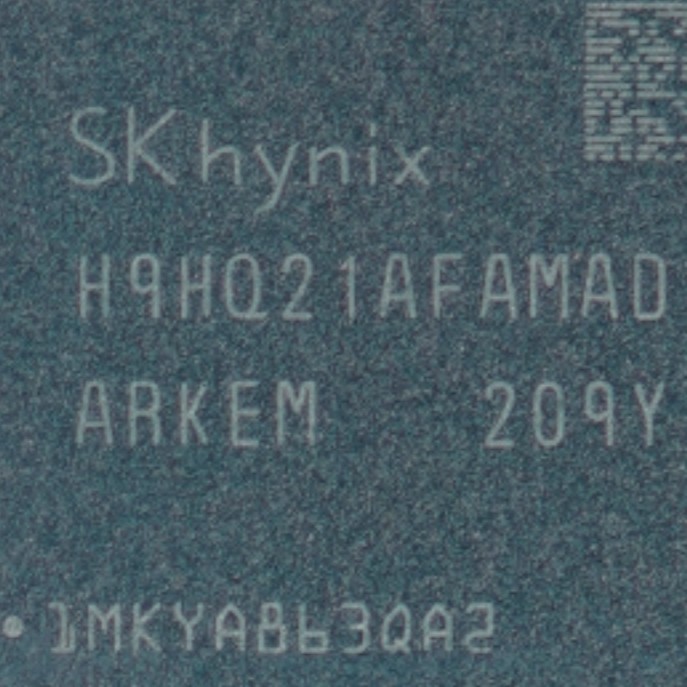 SK hynix
H9HQ21AFAMAD
ARKEM 209Y
1MKYA863QA2